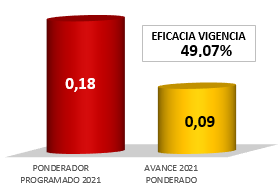 EFICACIA VIGENCIA
49,07%
0,18
0,09
PONDERADOR
PROGRAMADO 2021
AVANCE 2021
PONDERADO